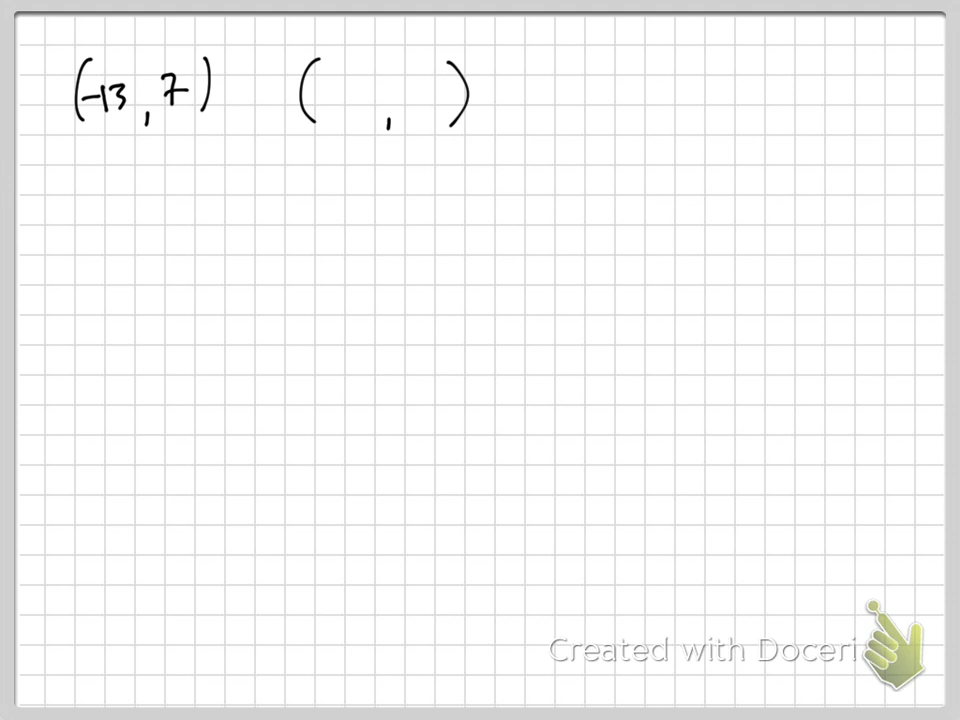 (-13, 7) ( , )
Created with Doceri